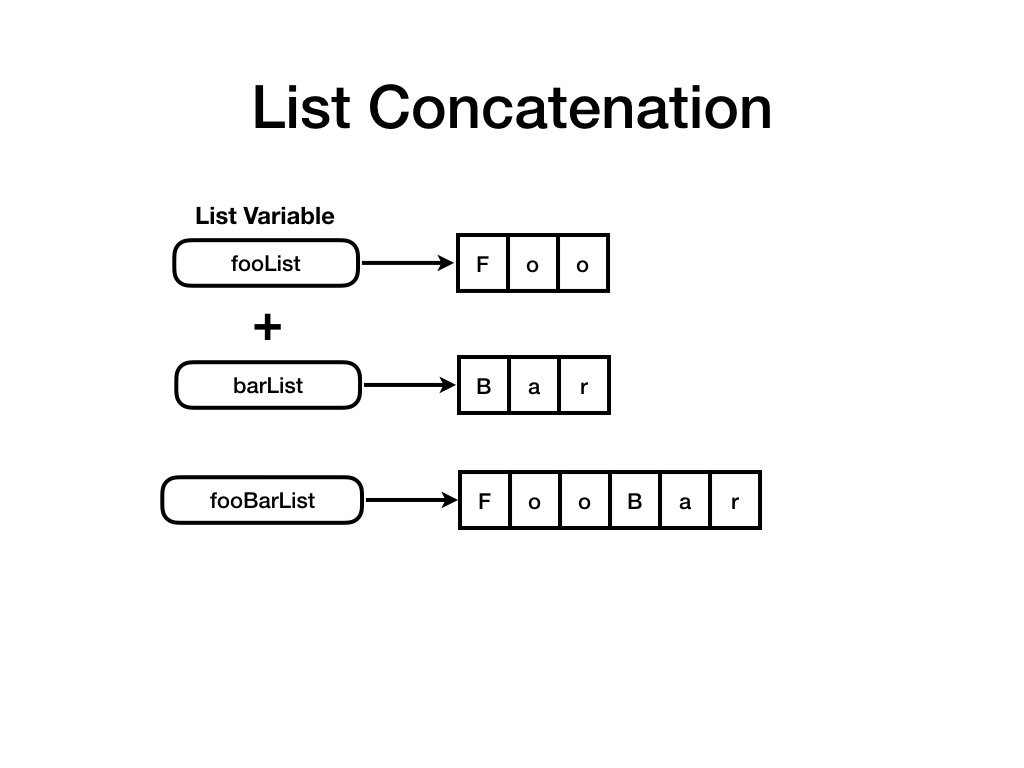 List Concatenation
List Variable
fooList
F o o
+
barList
B a r
fooBarList
F o o B a r